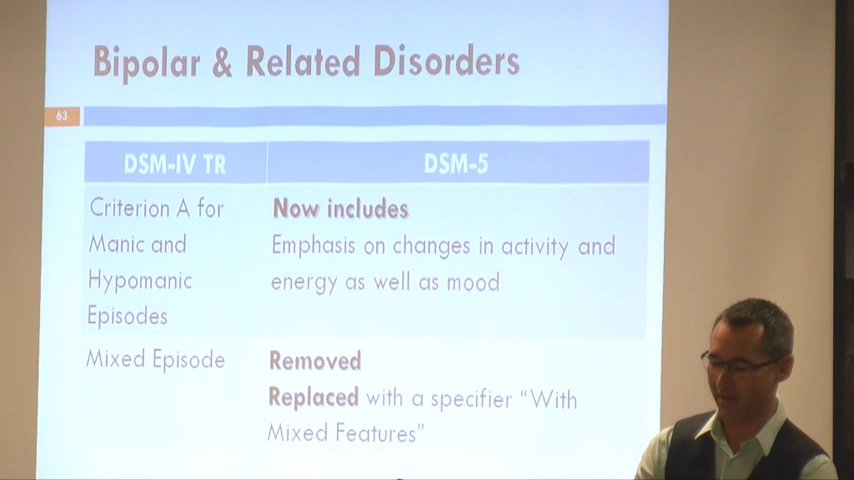 Bipolar & Related Disorders
63
DSM-IV TR
DSM-5
Criterion A for
Manic and
Hypomanic
Episodes
Now includes
Emphasis on changes in activity and
energy as well as mood
Mixed Episode
Removed
Replaced with a specifier “With
Mixed Features”